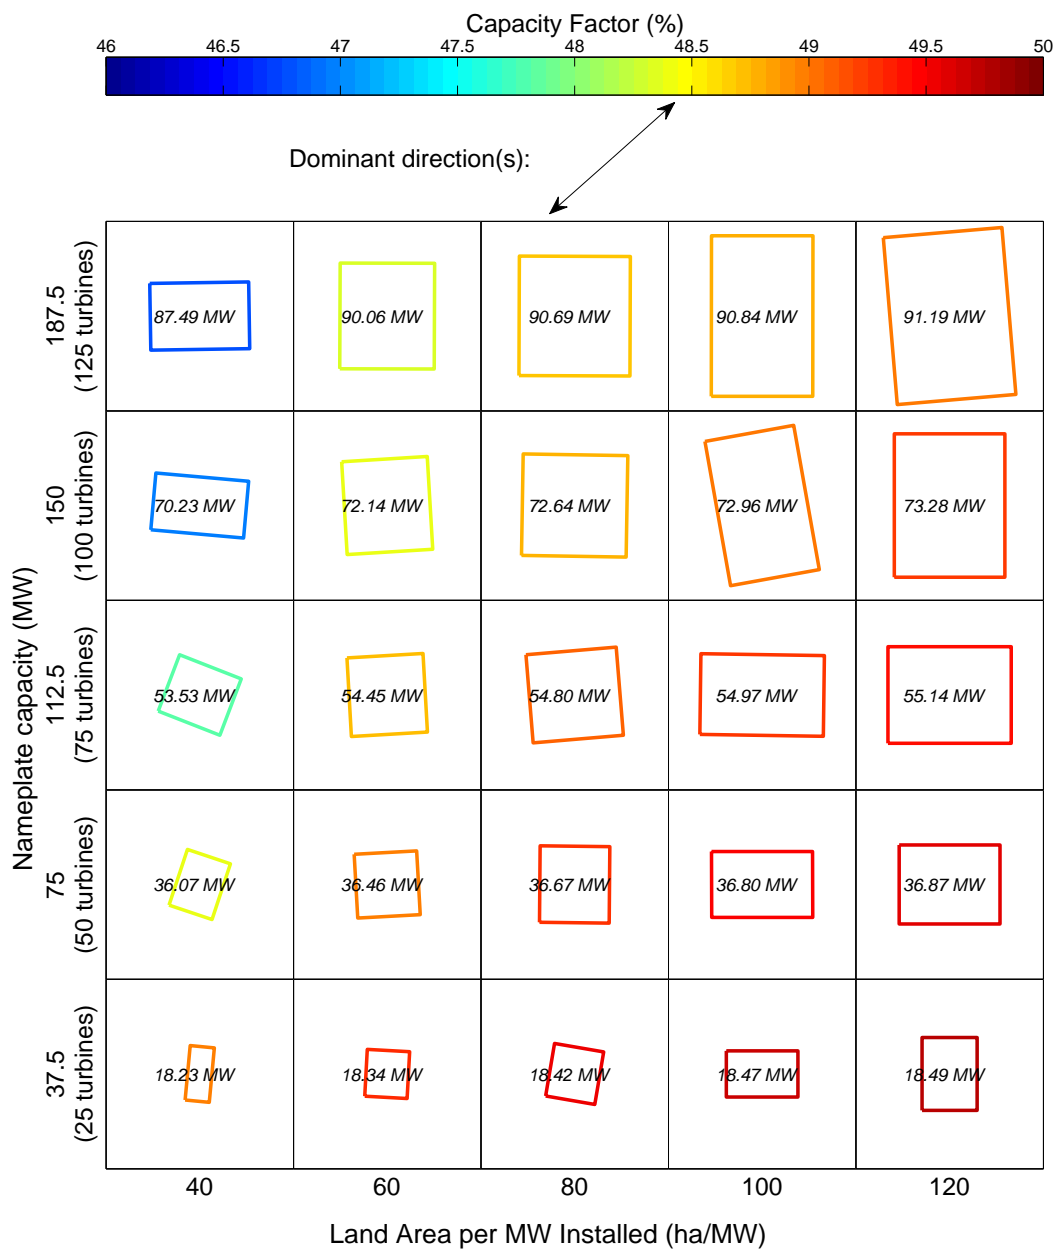 Capacity Factor (%)
46 46.5 47 47.5 48 48.5 49 49.5 50
Dominant direction(s):
Nameplate capacity (MW)
187.5
(125 turbines)
87.49 MW 90.06 MW 90.69 MW 90.84 MW 91.19 MW
150
(100 turbines)
70.23 MW 72.14 MW 72.64 MW 72.96 MW 73.28 MW
112.5
(75 turbines)
53.53 MW 54.45 MW 54.80 MW 54.97 MW 55.14 MW
75
(50 turbines)
36.07 MW 36.46 MW 36.67 MW 36.80 MW 36.87 MW
37.5
(25 turbines)
18.23 MW 18.34 MW 18.42 MW 18.47 MW 18.49 MW
40 60 80 100 120
Land Area per MW Installed (ha/MW)